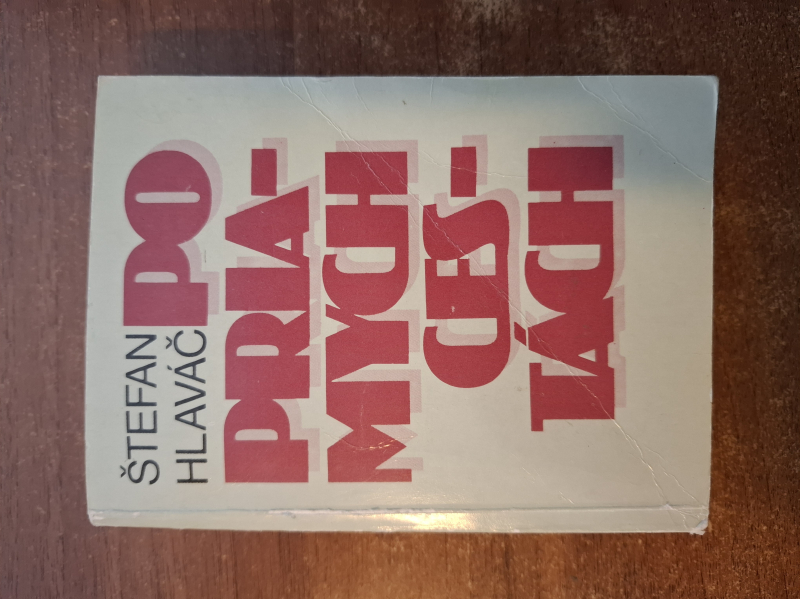 ŠTEFAN
HLAVÁČ
PO
PRIA-
MYCH
CES-
TÁCH